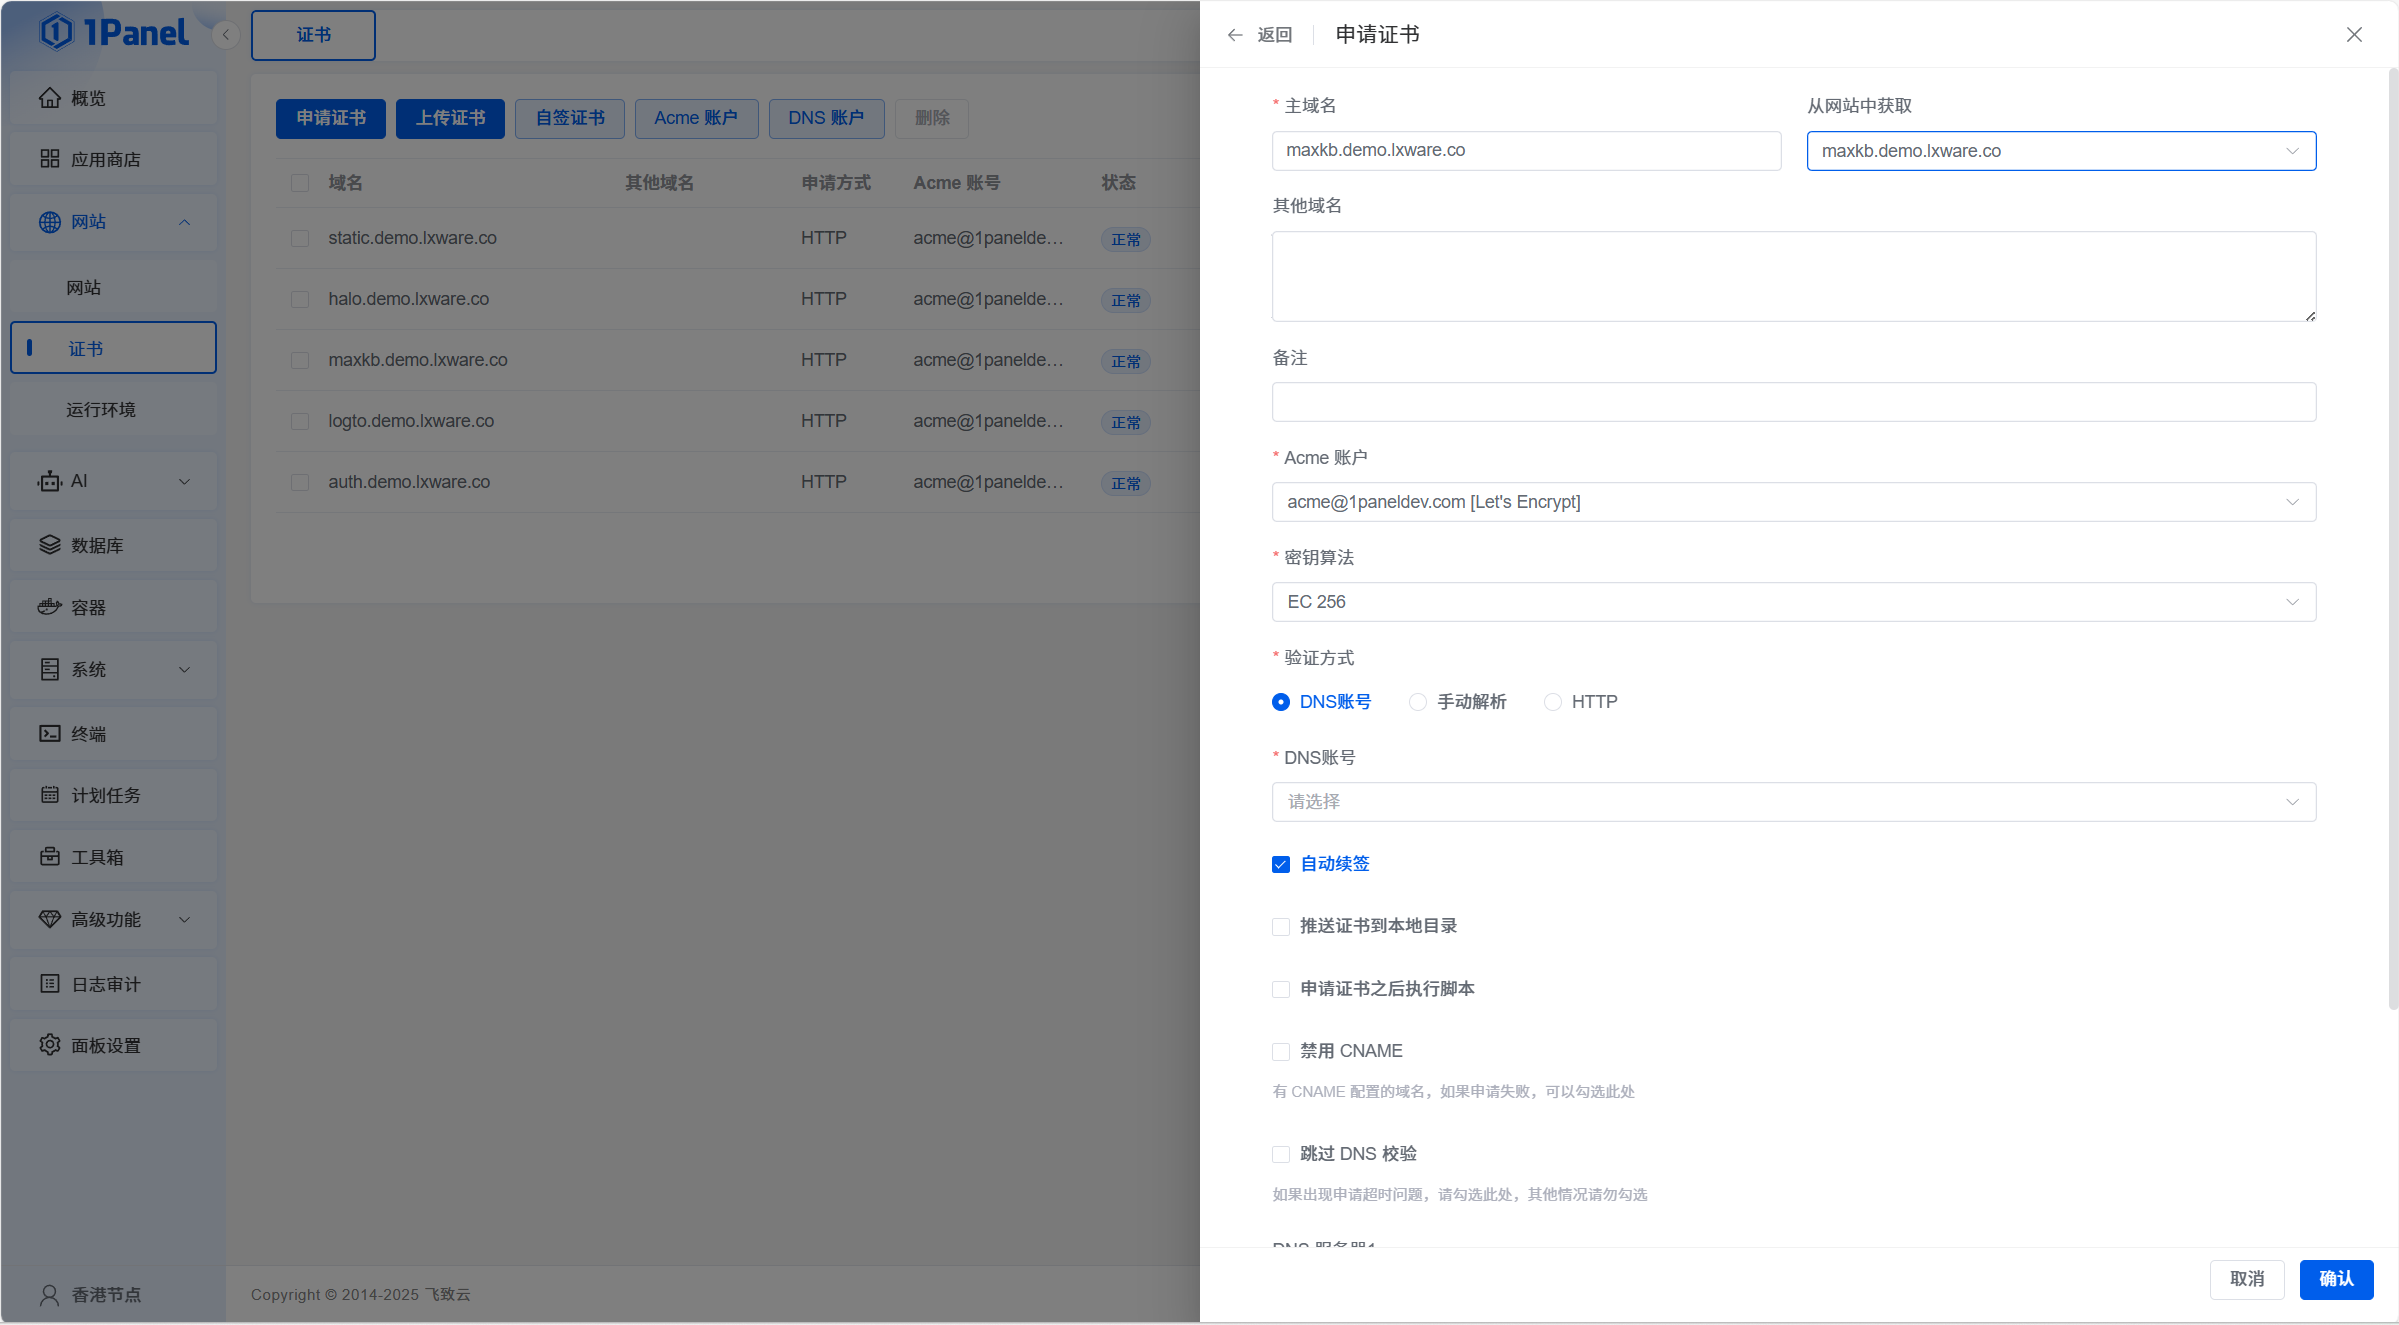 1Panel
概览
应用商店
网站
网站
证书
运行环境
AI
数据库
容器
系统
终端
计划任务
工具箱
高级功能
日志审计
面板设置
香港节点
证书
申请证书 上传证书 自签证书 Acme 账户 DNS 账户 删除
域名 其他域名 申请方式 Acme 账号 状态
static.demo.lxware.co HTTP acme@1panelde... 正常
halo.demo.lxware.co HTTP acme@1panelde... 正常
maxkb.demo.lxware.co HTTP acme@1panelde... 正常
logto.demo.lxware.co HTTP acme@1panelde... 正常
auth.demo.lxware.co HTTP acme@1panelde... 正常
Copyright © 2014-2025 飞致云
返回 申请证书
* 主域名 从网站中获取
maxkb.demo.lxware.co maxkb.demo.lxware.co
其他域名
备注
* Acme 账户
acme@1paneldev.com [Let's Encrypt]
* 密钥算法
EC 256
* 验证方式
DNS账号 手动解析 HTTP
* DNS账号
请选择
自动续签
推送证书到本地目录
申请证书之后执行脚本
禁用 CNAME
有 CNAME 配置的域名，如果申请失败，可以勾选此处
跳过 DNS 校验
如果出现申请超时问题，请勾选此处，其他情况请勿勾选
DNS 服务器1
取消 确认